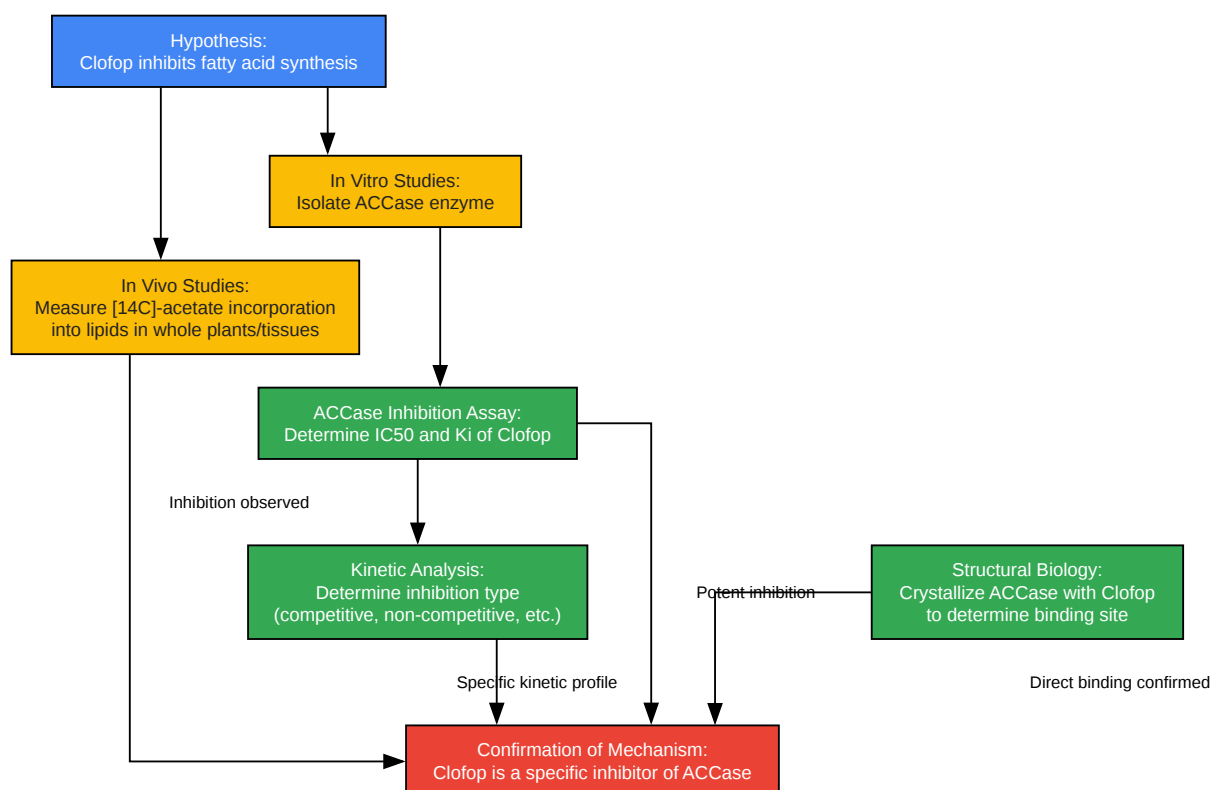 Hypothesis:
Clofop inhibits fatty acid synthesis
In Vitro Studies:
Isolate ACCase enzyme
In Vivo Studies:
Measure [14C]-acetate incorporation
into lipids in whole plants/tissues
ACCase Inhibition Assay:
Determine IC50 and Ki of Clofop
Inhibition observed
Kinetic Analysis:
Determine inhibition type
(competitive, non-competitive, etc.)
Potent inhibition
Structural Biology:
Crystallize ACCase with Clofop
to determine binding site
Specific kinetic profile
Direct binding confirmed
Confirmation of Mechanism:
Clofop is a specific inhibitor of ACCase